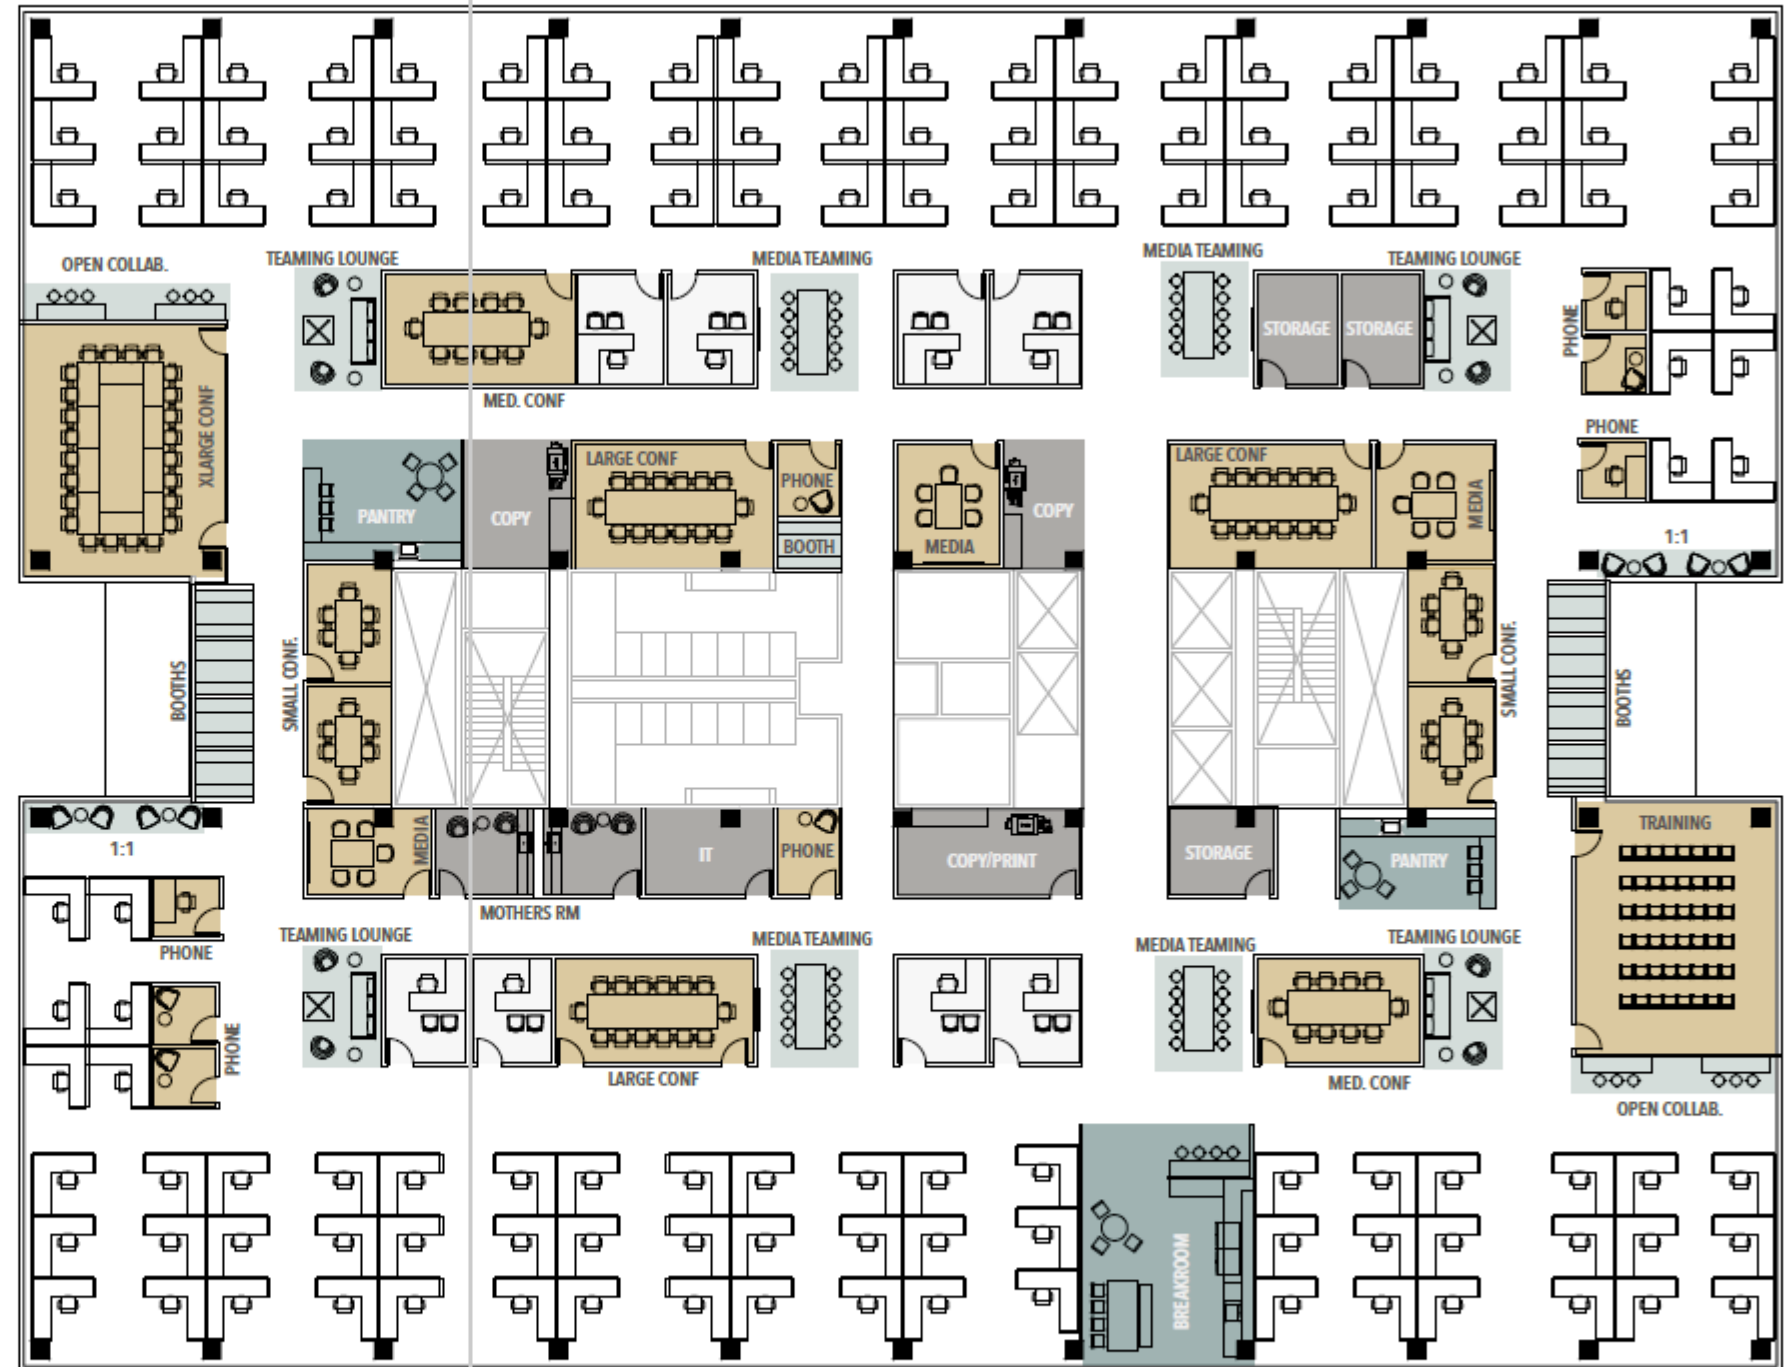 OPEN COLLAB.
TEAMING LOUNGE
MEDIA TEAMING
MEDIA TEAMING
TEAMING LOUNGE
XLARGE CONF
MED. CONF
STORAGE
STORAGE
PHONE
PHONE
PANTRY
COPY
LARGE CONF
PHONE
BOOTH
MEDIA
COPY
LARGE CONF
MEDIA
1:1
BOOTHS
SMALL CONF.
SMALL CONF.
BOOTHS
1:1
MEDIA
MOTHERS RM
IT
PHONE
COPY/PRINT
STORAGE
PANTRY
TRAINING
PHONE
PHONE
TEAMING LOUNGE
LARGE CONF
MEDIA TEAMING
MEDIA TEAMING
MED. CONF
TEAMING LOUNGE
OPEN COLLAB.
BREAKROOM